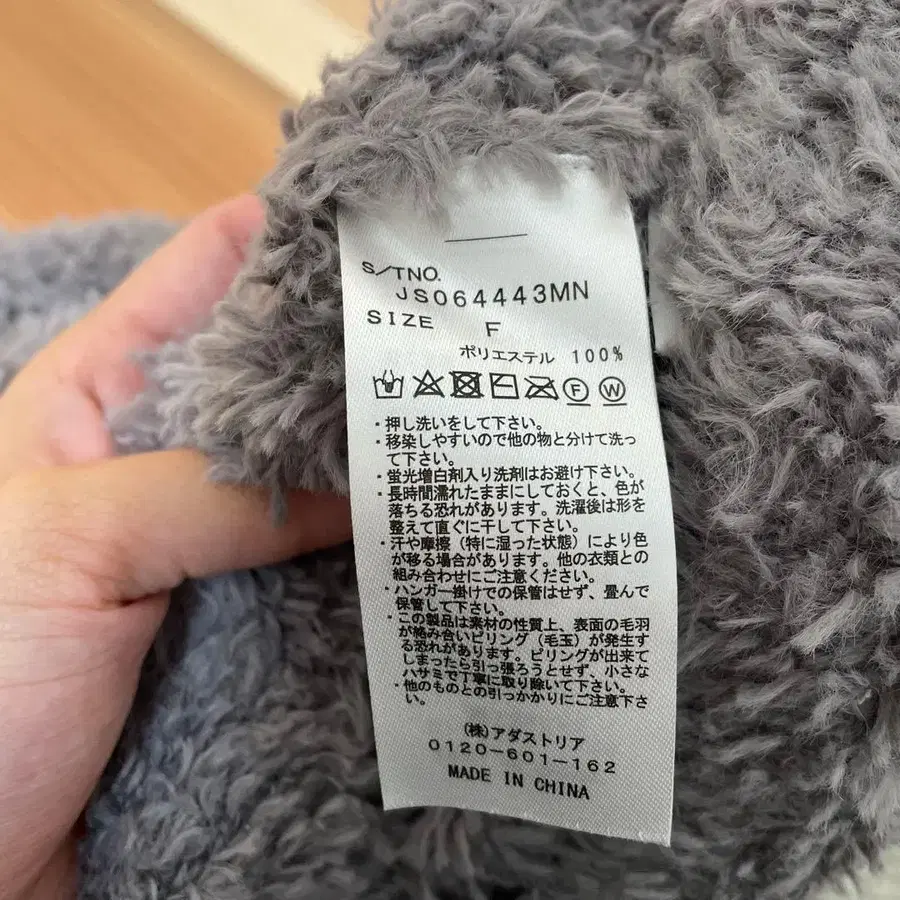 S/TNO.
JS064443MN
SIZE F
ポリエステル 100%
F W
・押し洗いをして下さい。
・移染しやすいので他の物と分けて洗っ
て下さい。
・蛍光増白剤入り洗剤はお避け下さい。
・長時間濡れたままにしておくと、色が
落ちる恐れがあります。洗濯後は形を
整えて直ぐに干して下さい。
・汗や摩擦（特に湿った状態）により色
が移る場合があります。他の衣類との
組み合わせにご注意ください。
・ハンガー掛けでの保管はせず、畳んで
保管して下さい。
・この製品は素材の性質上、表面の毛羽
が絡み合いピリング（毛玉）が発生す
る恐れがあります。ピリングが出来て
しまったら引っ張ろうとせず、小さな
ハサミで丁寧に取り除いて下さい。
・他のものとの引っかかりにご注意下さ
い。
(株)アダストリア
0120-601-162
MADE IN CHINA